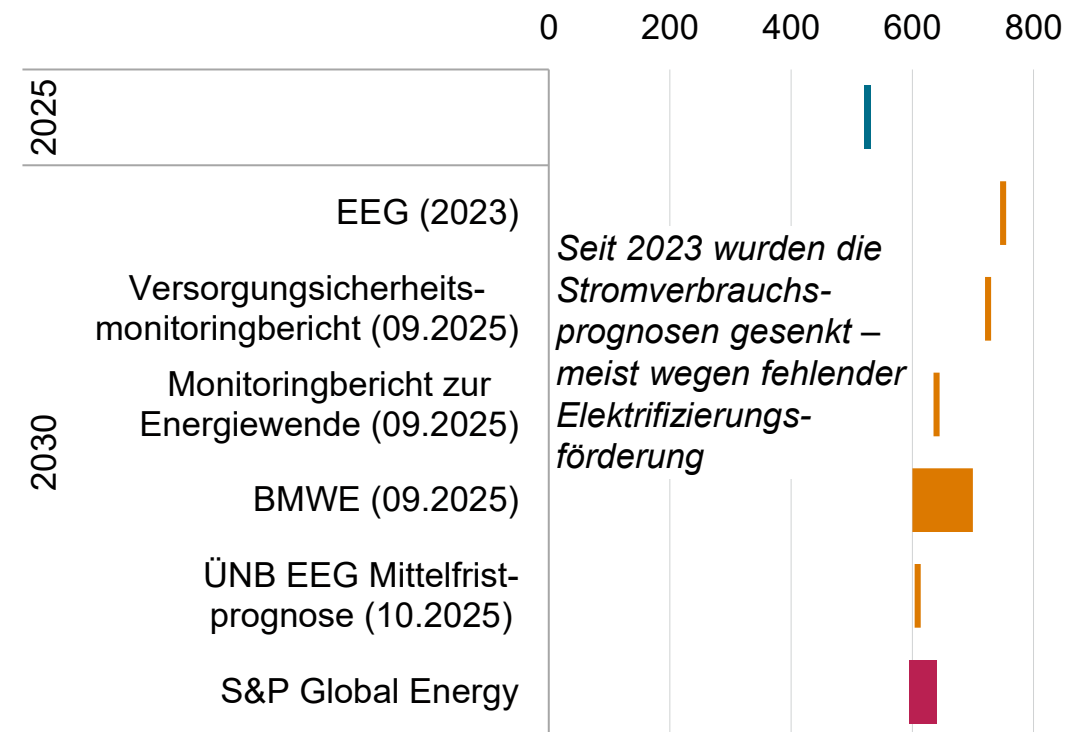 0 200 400 600 800
2025
2030
EEG (2023)
Versorgungsicherheits-
monitoringbericht (09.2025)
Monitoringbericht zur
Energiewende (09.2025)
BMWE (09.2025)
ÜNB EEG Mittelfrist-
prognose (10.2025)
S&P Global Energy
Seit 2023 wurden die
Stromverbrauchs-
prognosen gesenkt –
meist wegen fehlender
Elektrifizierungs-
förderung